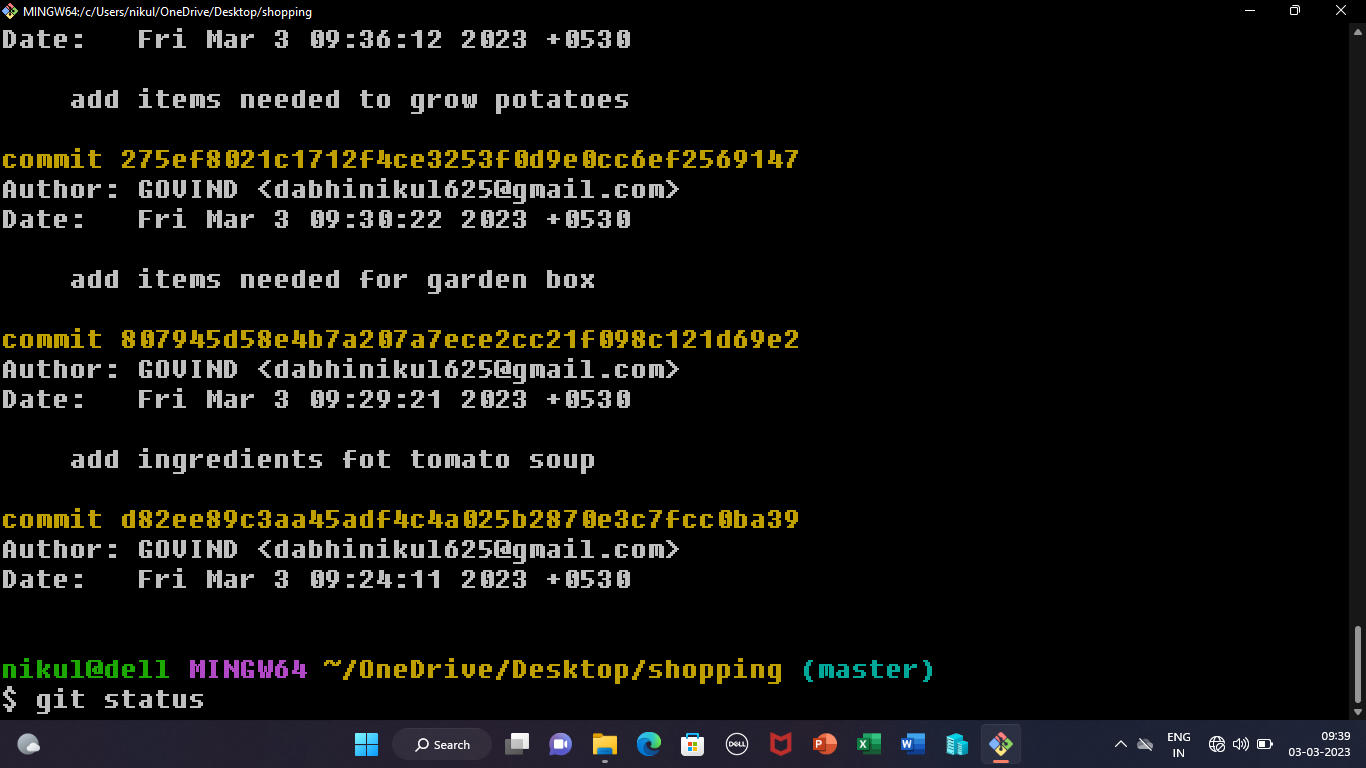 MINGW64:/c/Users/nikul/OneDrive/Desktop/shopping
Date:   Fri Mar 3 09:36:12 2023 +0530
add items needed to grow potatoes
commit 275ef8021c1712f4ce3253f0d9e0cc6ef2569147
Author: GOVIND <dabhinikul625@gmail.com>
Date:   Fri Mar 3 09:30:22 2023 +0530
add items needed for garden box
commit 807945d58e4b7a207a7ece2cc21f098c121d69e2
Author: GOVIND <dabhinikul625@gmail.com>
Date:   Fri Mar 3 09:29:21 2023 +0530
add ingredients fot tomato soup
commit d82ee89c3aa45adf4c4a025b2870e3c7fcc0ba39
Author: GOVIND <dabhinikul625@gmail.com>
Date:   Fri Mar 3 09:24:11 2023 +0530
nikul@dell MINGW64 ~/OneDrive/Desktop/shopping (master)
$ git status
Search
DELL
P
X
W
ENG
IN
09:39
03-03-2023